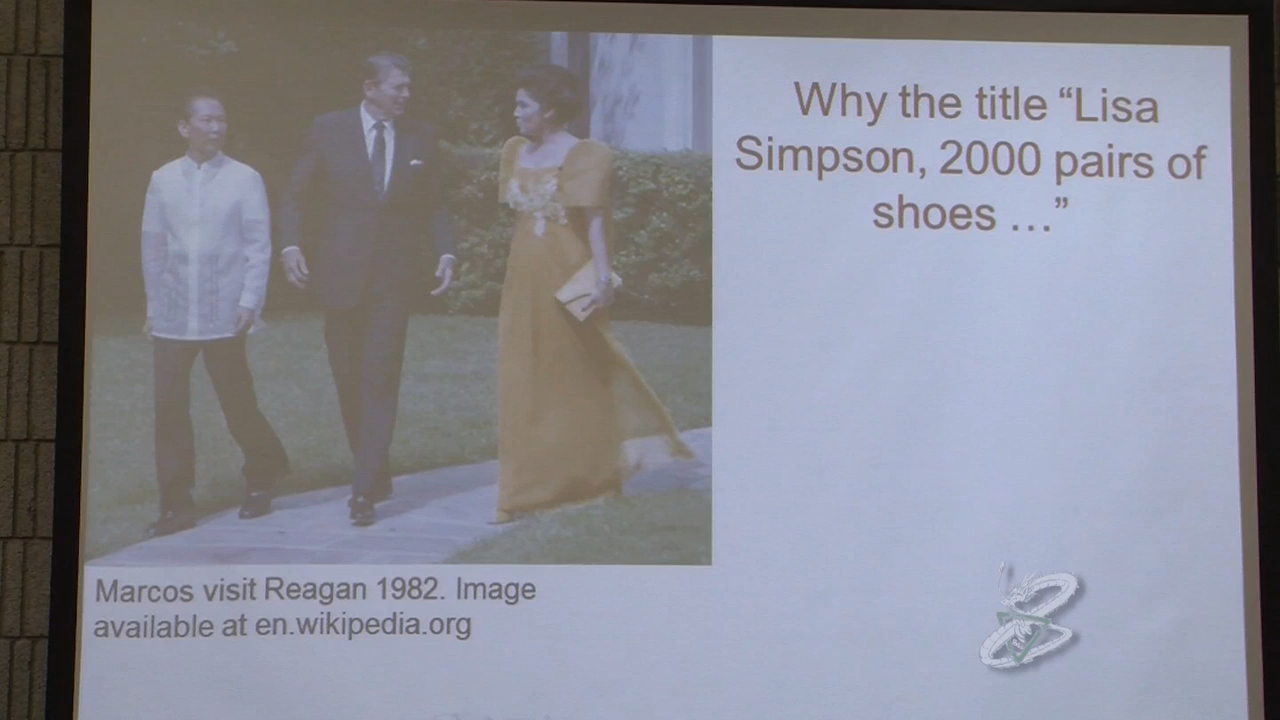 Why the title “Lisa
Simpson, 2000 pairs of
shoes …”
Marcos visit Reagan 1982. Image
available at en.wikipedia.org